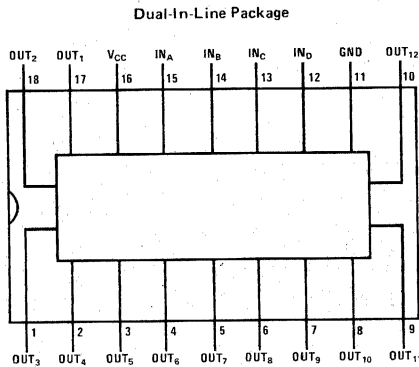 Dual-In-Line Package
OUT2 OUT1 VCC INA INB INC IND GND OUT12
18 17 16 15 14 13 12 11 10
1 2 3 4 5 6 7 8 9
OUT3 OUT4 OUT5 OUT6 OUT7 OUT8 OUT9 OUT10 OUT11